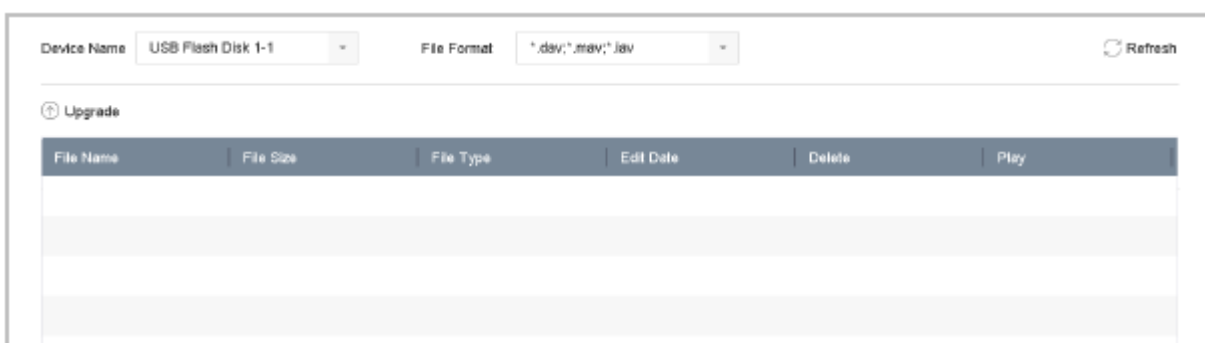 Device Name USB Flash Disk 1-1 File Format *.dav;*.mav;*.iav Refresh
Upgrade
File Name File Size File Type Edit Date Delete Play